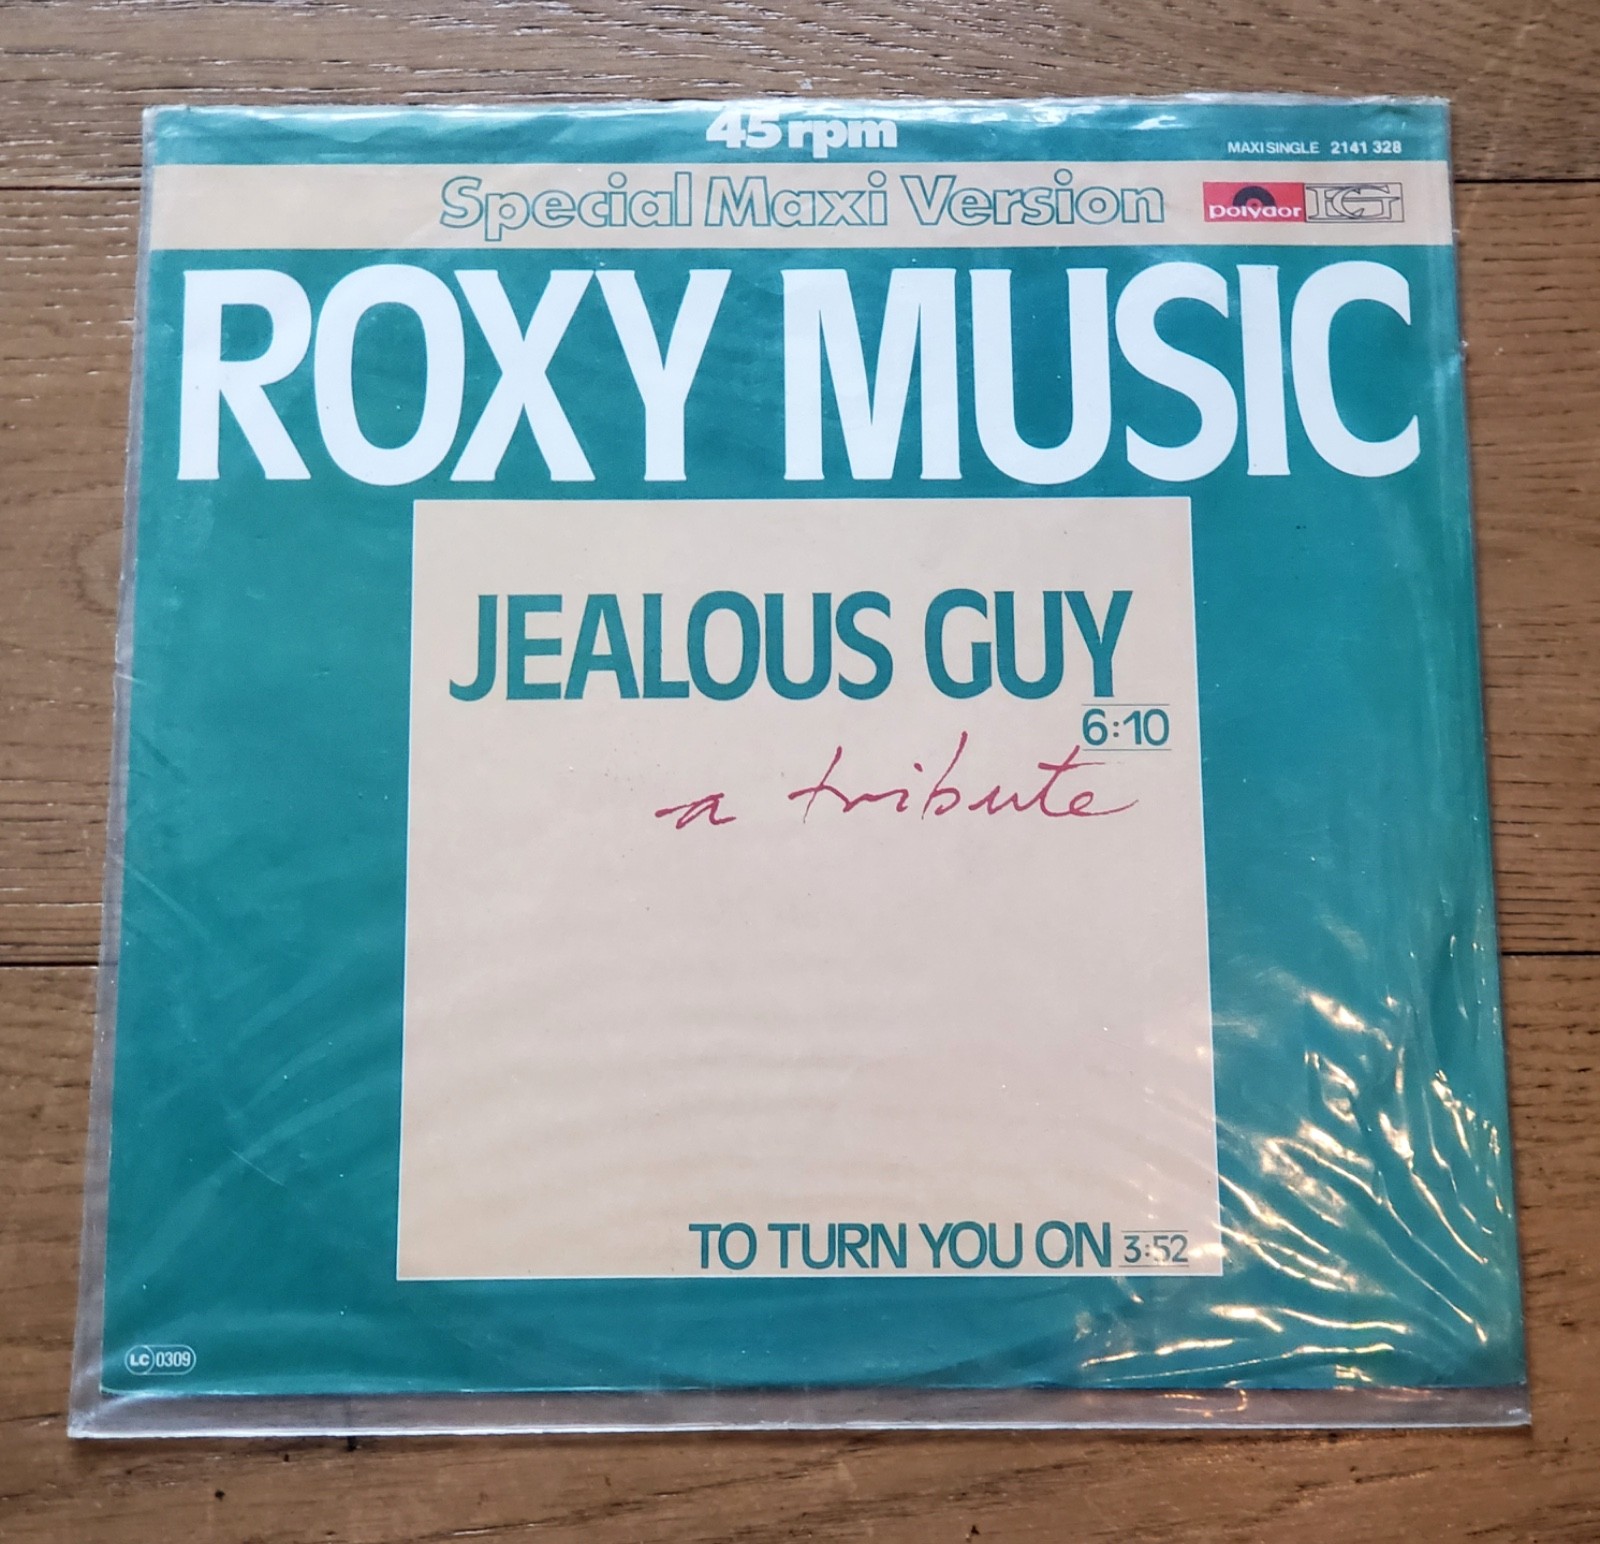 45 rpm
MAXI SINGLE 2141 328
Special Maxi Version
polydor EG
ROXY MUSIC
JEALOUS GUY
6:10
a tribute
TO TURN YOU ON 3:52
LC 0309